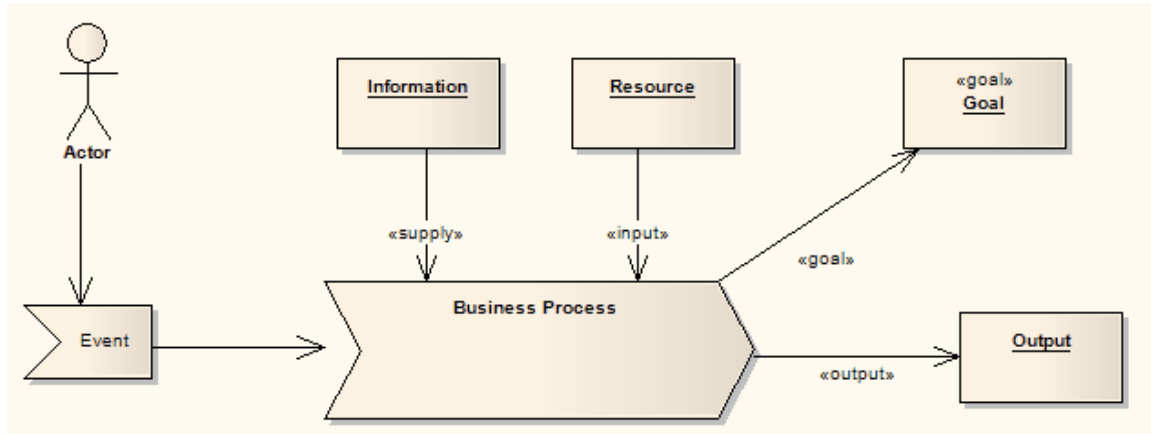 Information
Resource
«goal»
Goal
Actor
«supply»
«input»
«goal»
Business Process
Event
Output
«output»